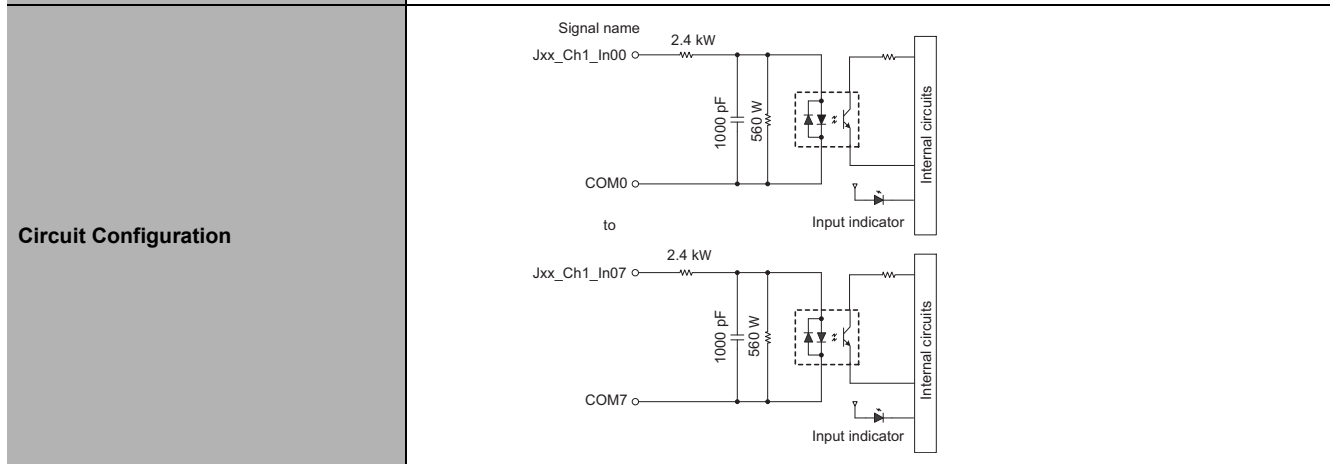 Circuit Configuration
Signal name
Jxx_Ch1_In00
2.4 kW
1000 pF
560 W
COM0
Internal circuits
Input indicator
to
Jxx_Ch1_In07
2.4 kW
1000 pF
560 W
COM7
Internal circuits
Input indicator